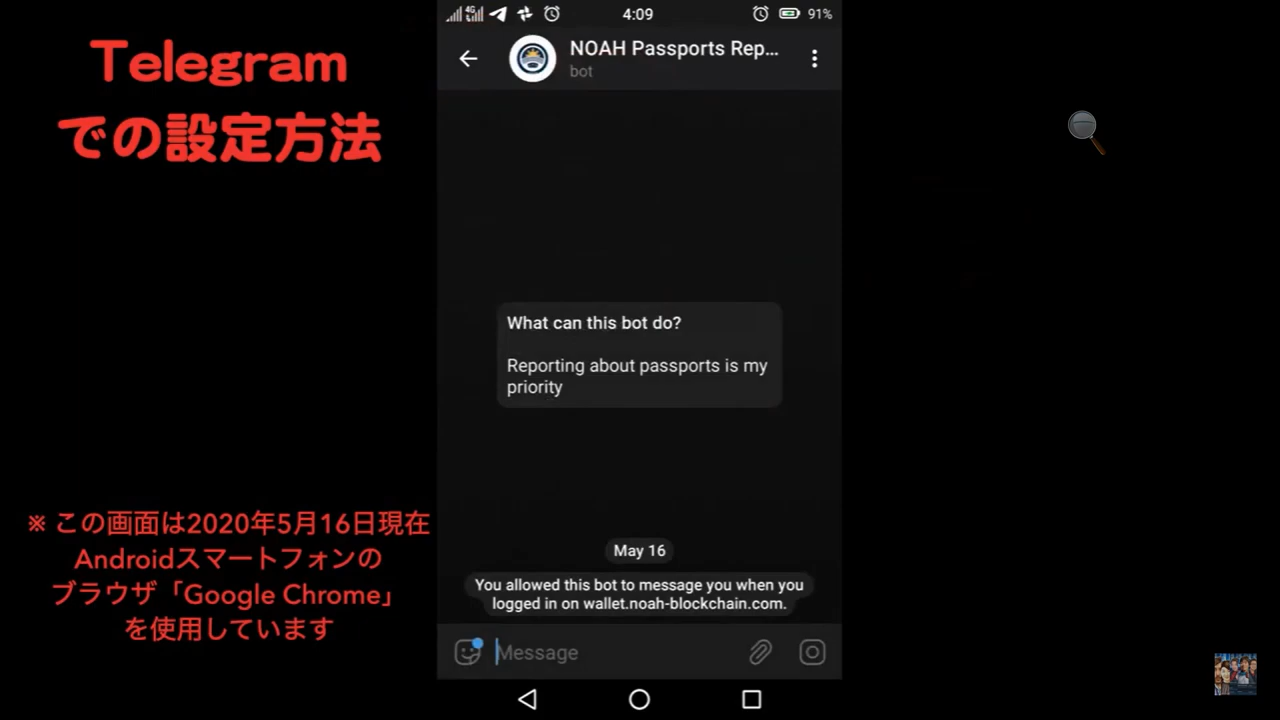 Telegram
での設定方法
※ この画面は2020年5月16日現在
Androidスマートフォンの
ブラウザ「Google Chrome」
を使用しています
4G
4:09
91%
NOAH Passports Rep...
bot
What can this bot do?
Reporting about passports is my
priority
May 16
You allowed this bot to message you when you
logged in on wallet.noah-blockchain.com.
Message